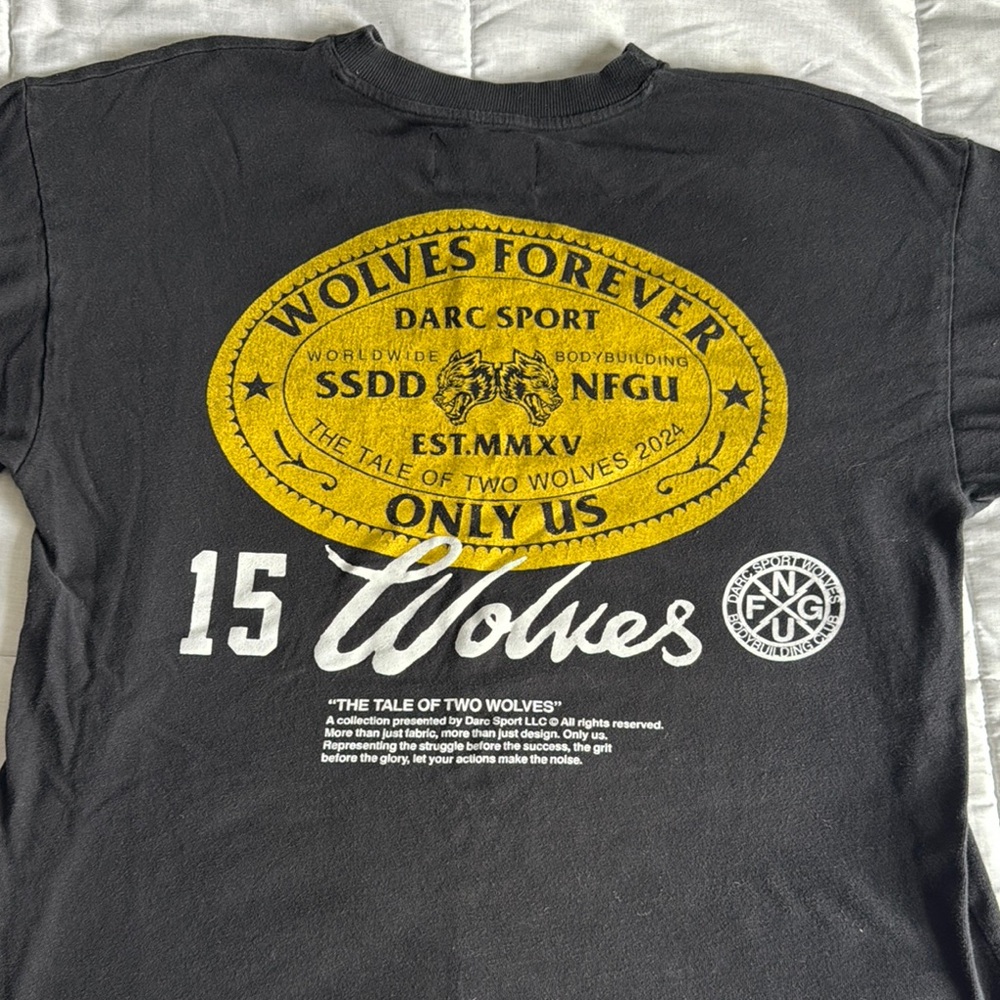 WOLVES FOREVER
DARC SPORT
WORLDWIDE BODYBUILDING
SSDD NFGU
EST.MMXV
THE TALE OF TWO WOLVES 2024
ONLY US
15 Wolves
DARC SPORT WOLVES
N
F G
U
BODYBUILDING CLUB
“THE TALE OF TWO WOLVES”
A collection presented by Darc Sport LLC © All rights reserved.
More than just fabric, more than just design. Only us.
Representing the struggle before the success, the grit
before the glory, let your actions make the noise.